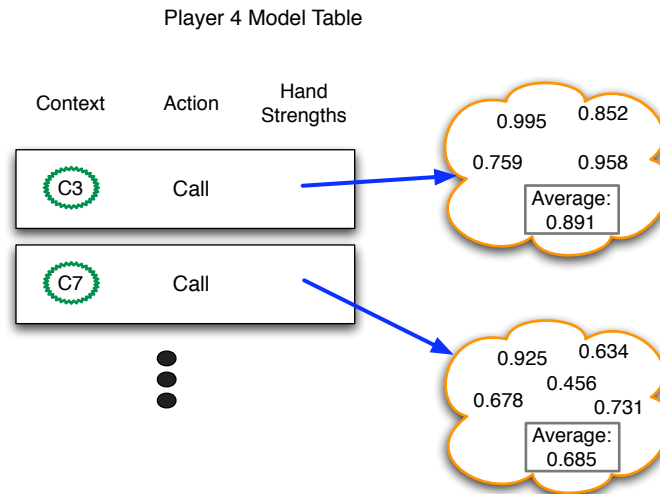 Player 4 Model Table
Context
Action
Hand
Strengths
C3
Call
0.995
0.852
0.759
0.958
Average:
0.891
C7
Call
0.925
0.634
0.456
0.678
0.731
Average:
0.685